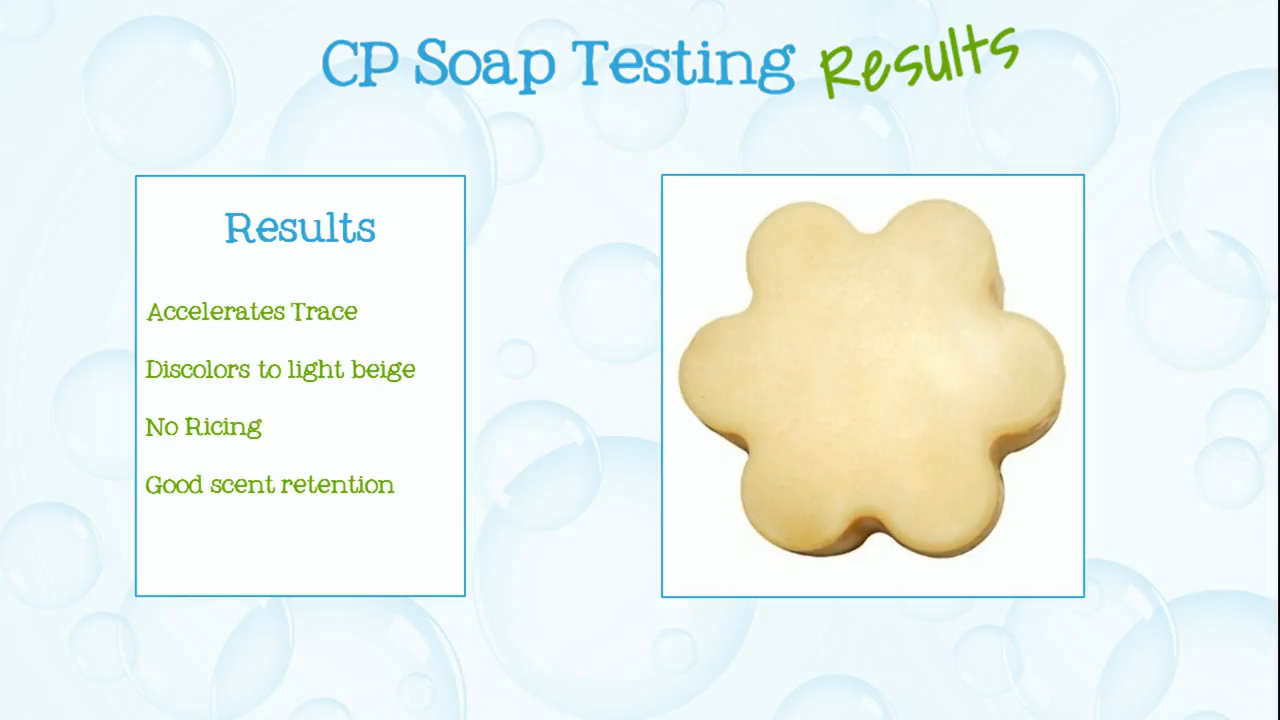 CP Soap Testing Results
Results
Accelerates Trace
Discolors to light beige
No Ricing
Good scent retention